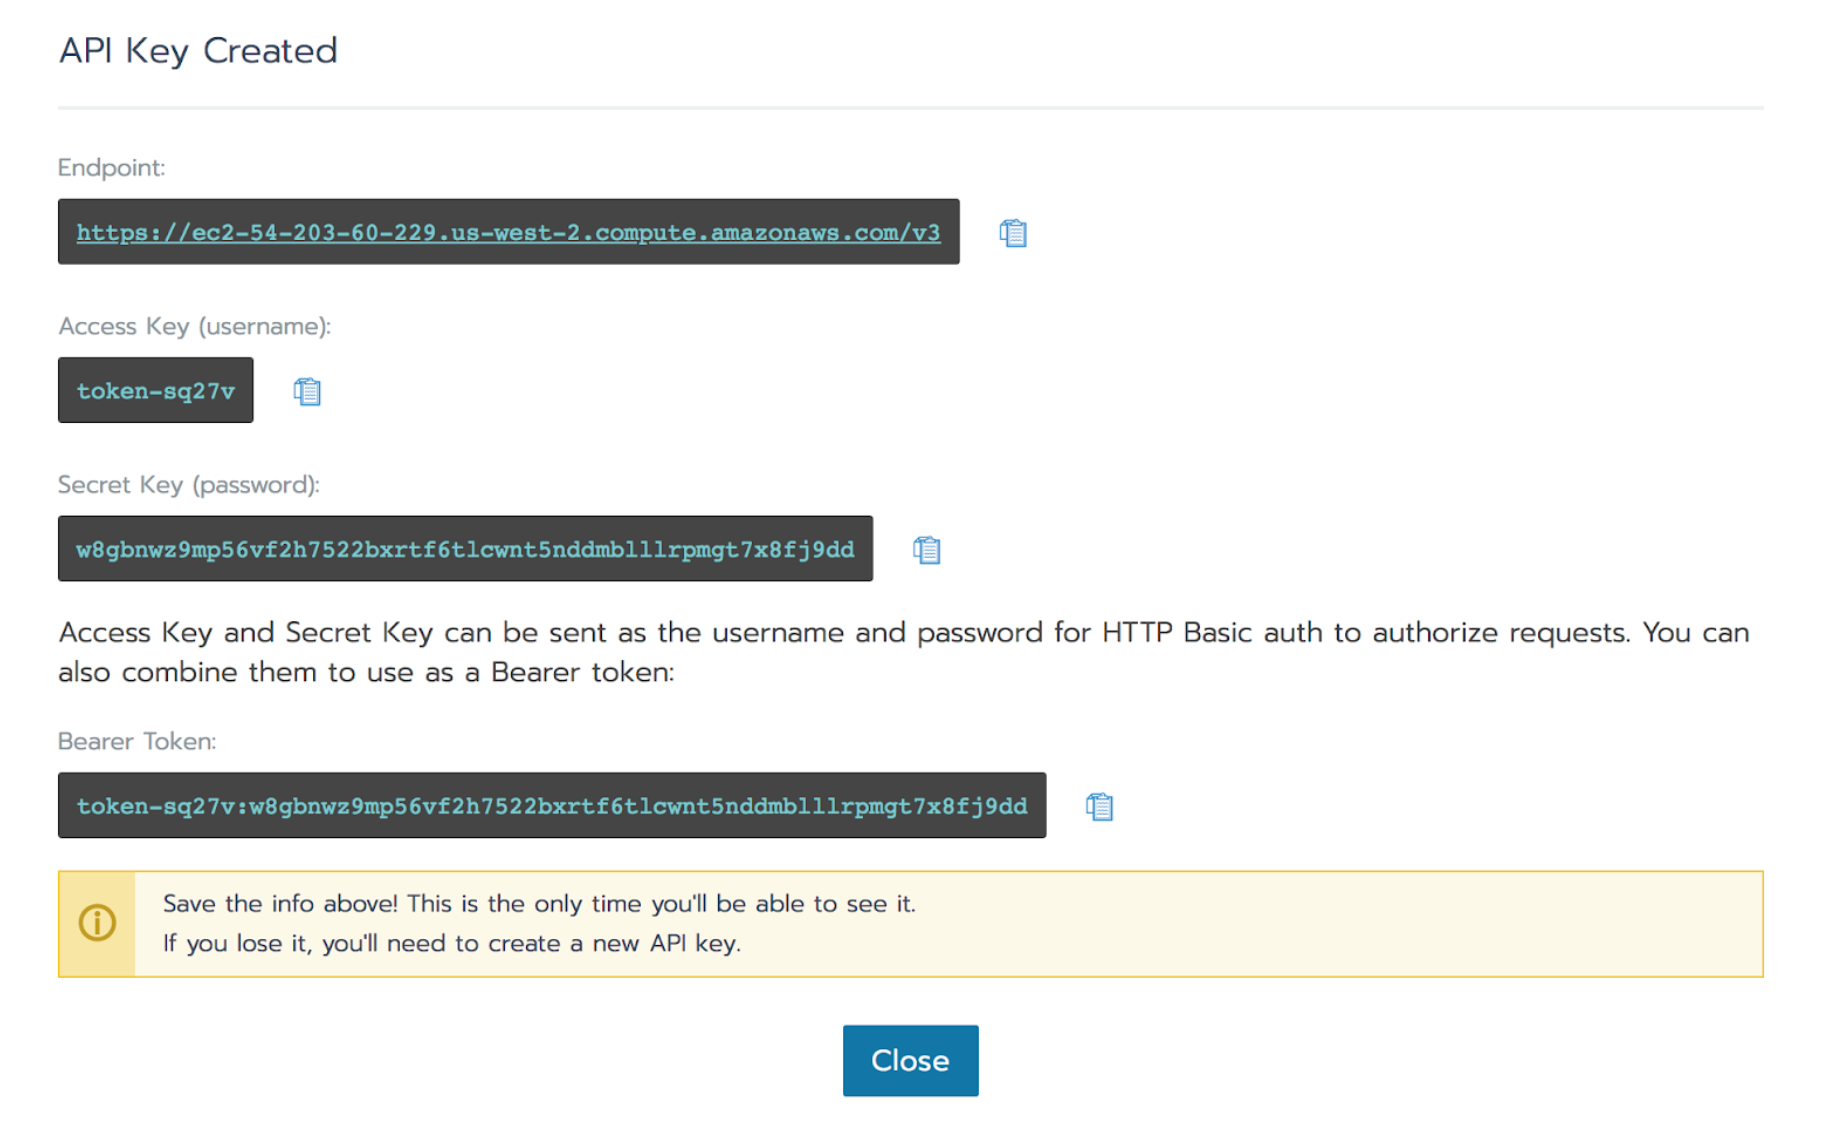 API Key Created
Endpoint:
https://ec2-54-203-60-229.us-west-2.compute.amazonaws.com/v3
Access Key (username):
token-sq27v
Secret Key (password):
w8gbnwz9mp56vf2h7522bxrtf6tlcwnt5nddmblllrpmgt7x8fj9dd
Access Key and Secret Key can be sent as the username and password for HTTP Basic auth to authorize requests. You can
also combine them to use as a Bearer token:
Bearer Token:
token-sq27v:w8gbnwz9mp56vf2h7522bxrtf6tlcwnt5nddmblllrpmgt7x8fj9dd
Save the info above! This is the only time you'll be able to see it.
If you lose it, you'll need to create a new API key.
Close